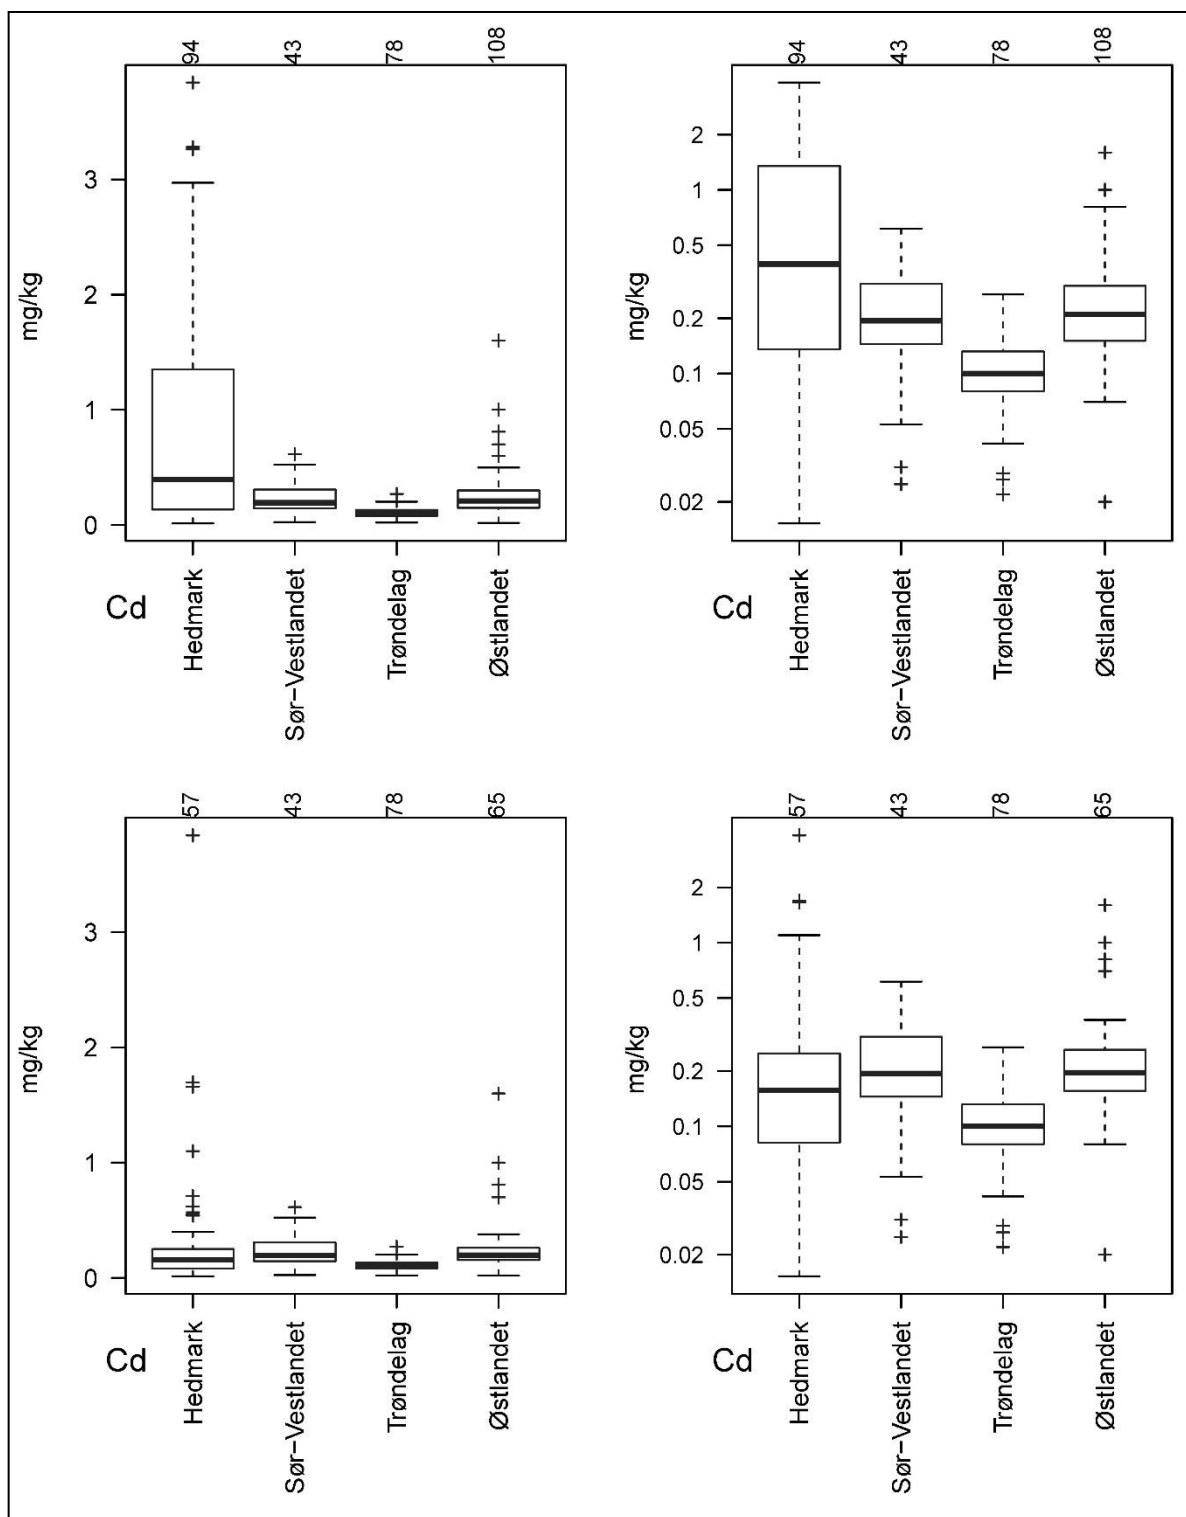 94 43 78 108
mg/kg
3
2
1
0
Cd
Hedmark
Sør-Vestlandet
Trøndelag
Østlandet
94 43 78 108
mg/kg
2
1
0.5
0.2
0.1
0.05
0.02
Cd
Hedmark
Sør-Vestlandet
Trøndelag
Østlandet
57 43 78 65
mg/kg
3
2
1
0
Cd
Hedmark
Sør-Vestlandet
Trøndelag
Østlandet
57 43 78 65
mg/kg
2
1
0.5
0.2
0.1
0.05
0.02
Cd
Hedmark
Sør-Vestlandet
Trøndelag
Østlandet